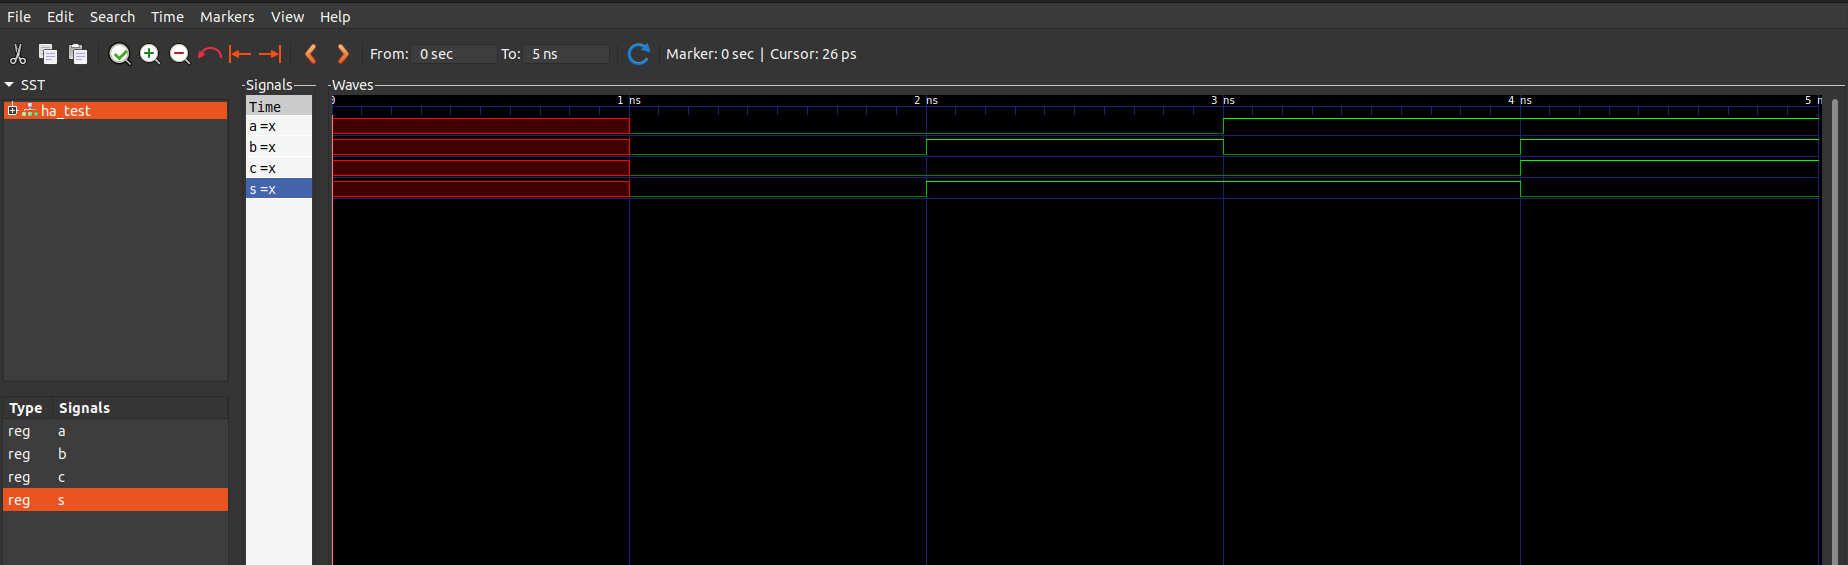 File Edit Search Time Markers View Help
From: 0 sec To: 5 ns Marker: 0 sec | Cursor: 26 ps
SST
ha_test
Type Signals
reg a
reg b
reg c
reg s
Signals
Time
a =x
b =x
c =x
s =x
Waves
0 1 ns 2 ns 3 ns 4 ns 5 n